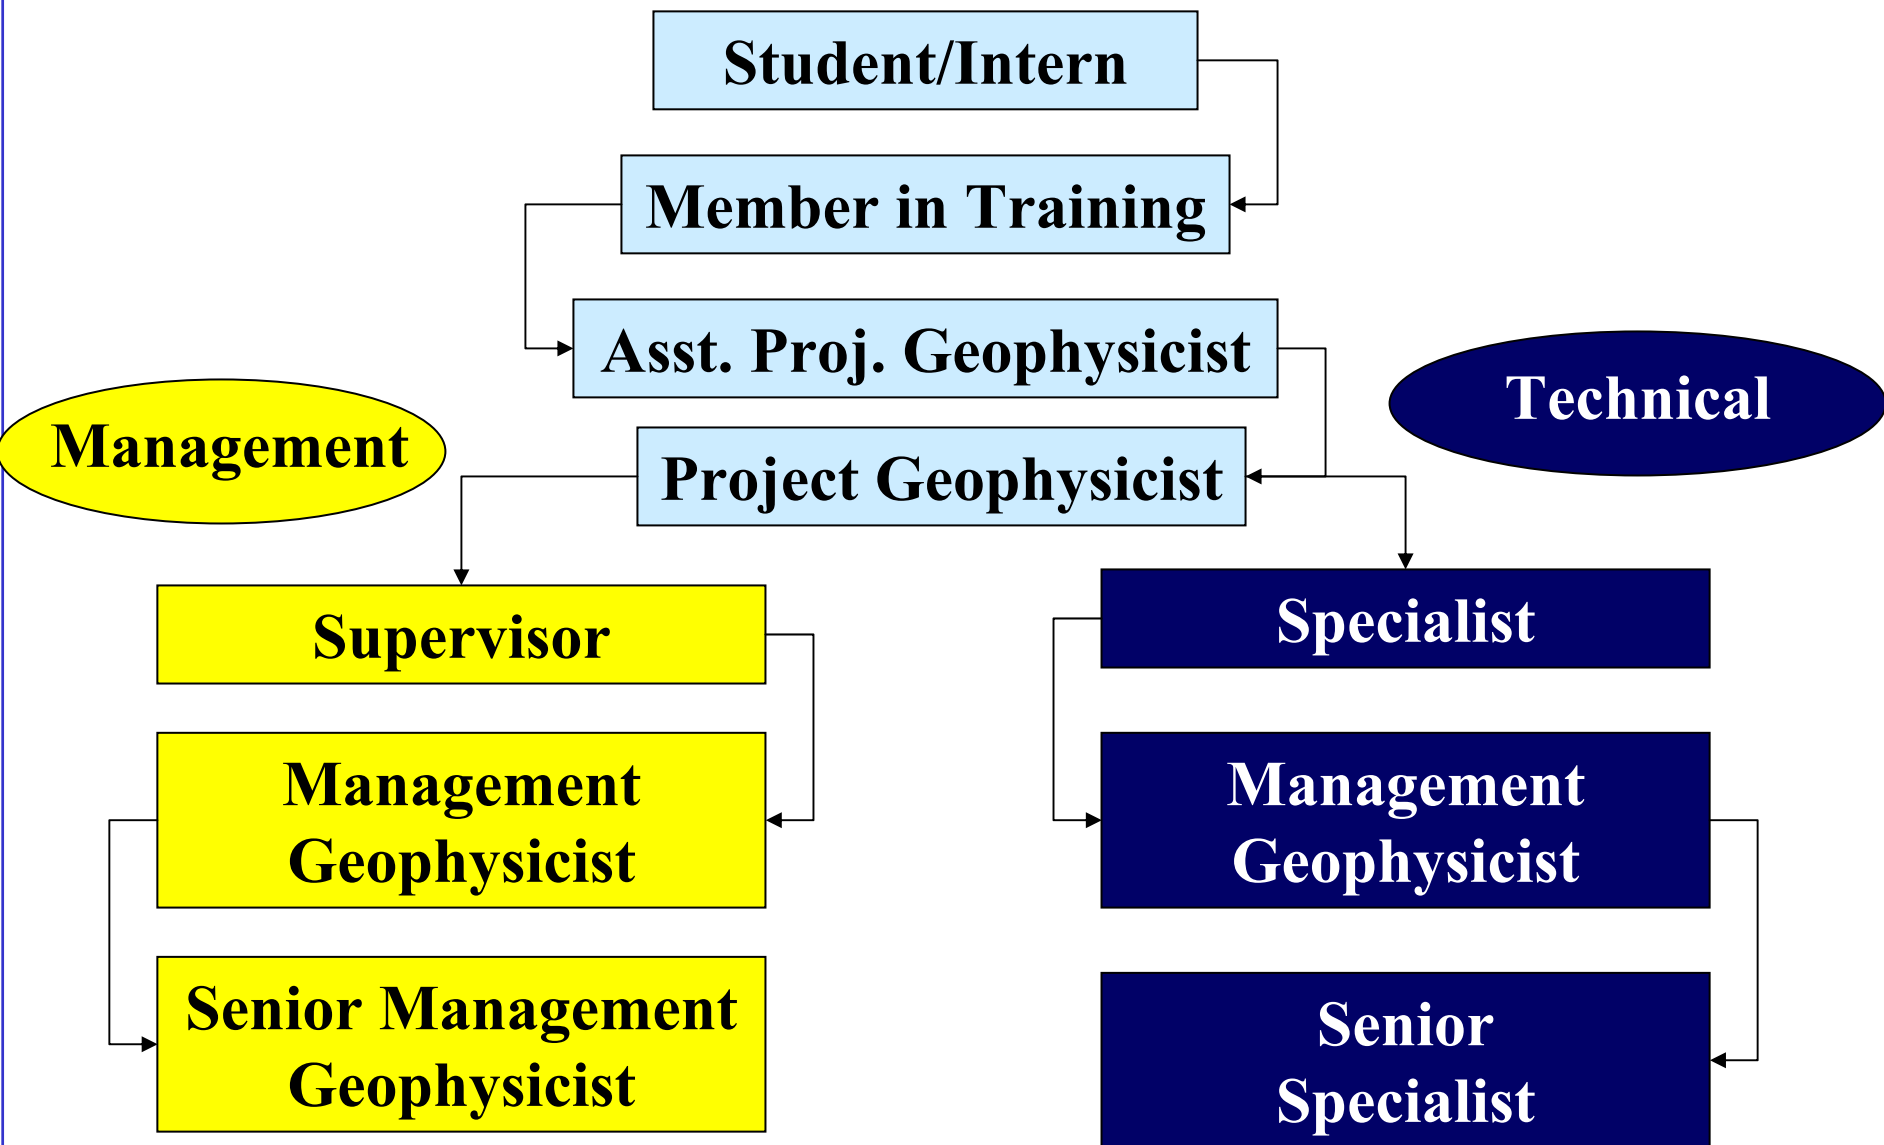 Student/Intern
Member in Training
Asst. Proj. Geophysicist
Technical
Management
Project Geophysicist
Supervisor
Specialist
Management
Geophysicist
Management
Geophysicist
Senior Management
Geophysicist
Senior
Specialist